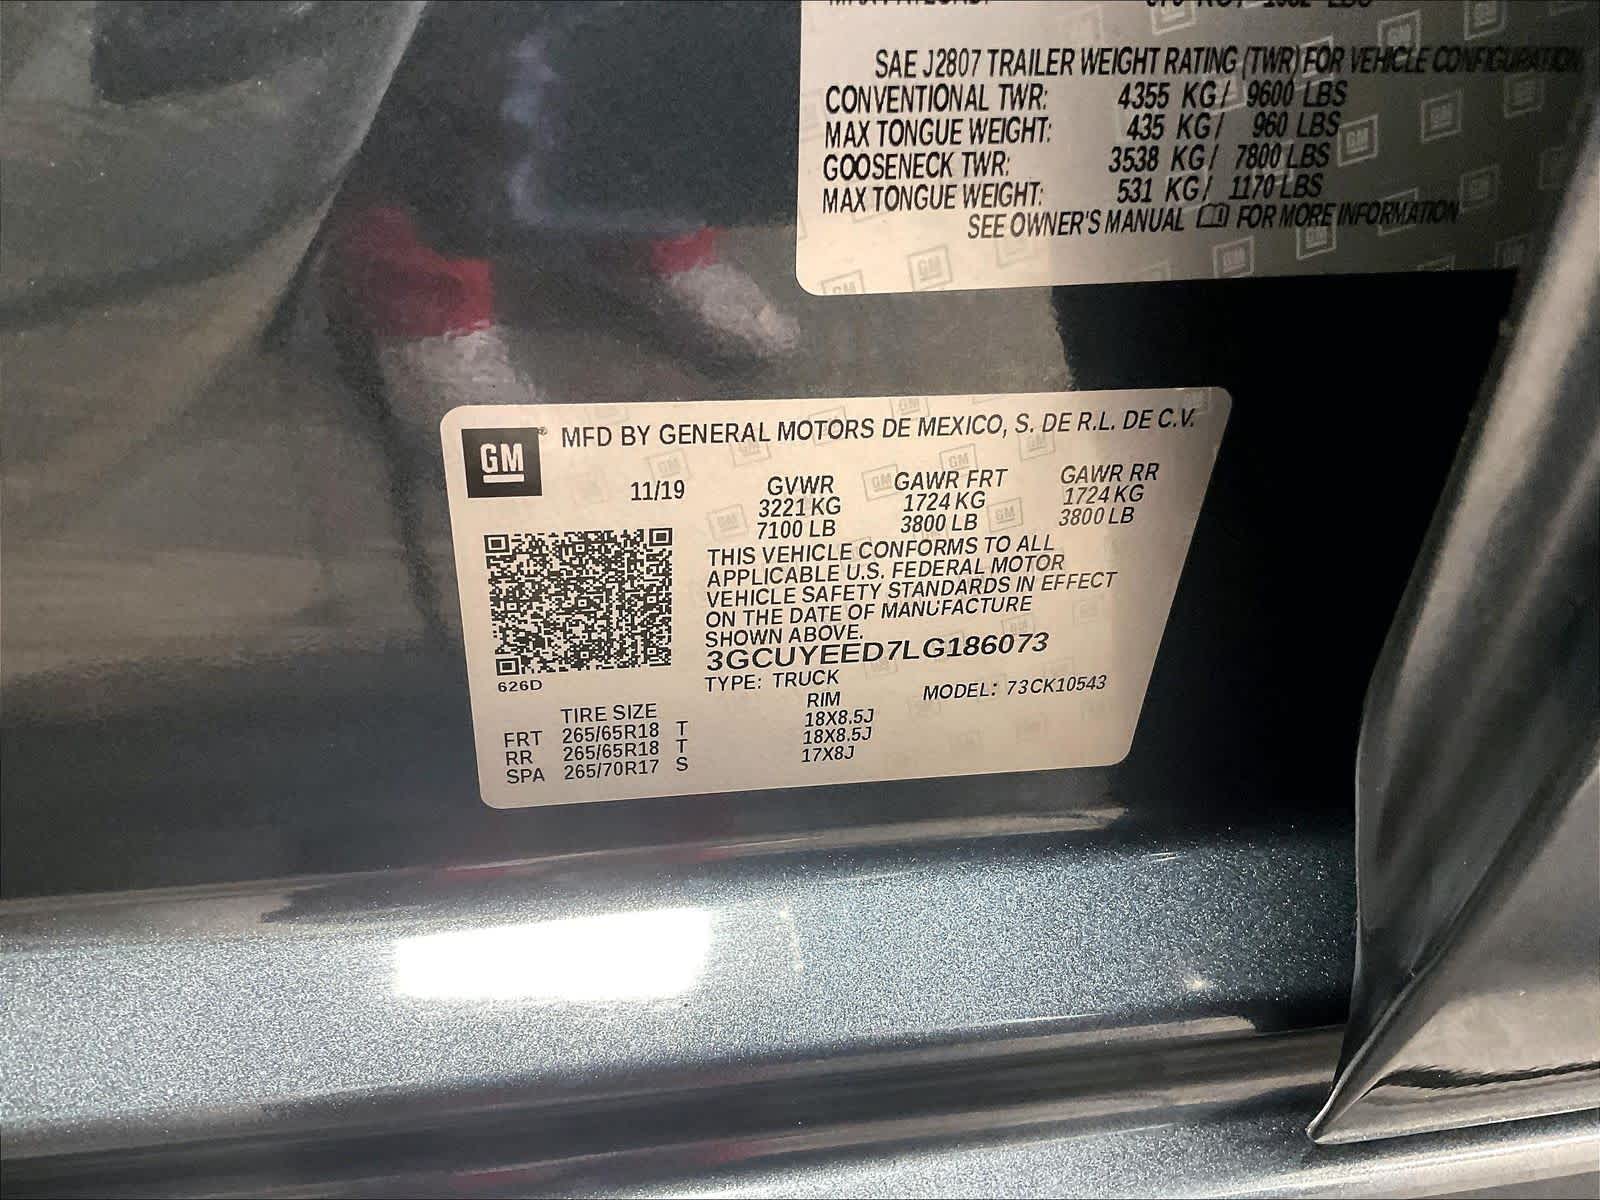 SAE J2807 TRAILER WEIGHT RATING (TWR) FOR VEHICLE CONFIGURATION
CONVENTIONAL TWR: 4355 KG/ 9600 LBS
MAX TONGUE WEIGHT: 435 KG/ 960 LBS
GOOSENECK TWR: 3538 KG/ 7800 LBS
MAX TONGUE WEIGHT: 531 KG/ 1170 LBS
SEE OWNER'S MANUAL FOR MORE INFORMATION
GM
MFD BY GENERAL MOTORS DE MEXICO, S. DE R.L. DE C.V.
11/19 GVWR GAWR FRT GAWR RR
3221 KG 1724 KG 1724 KG
7100 LB 3800 LB 3800 LB
THIS VEHICLE CONFORMS TO ALL
APPLICABLE U.S. FEDERAL MOTOR
VEHICLE SAFETY STANDARDS IN EFFECT
ON THE DATE OF MANUFACTURE
SHOWN ABOVE.
3GCUYEED7LG186073
626D
TYPE: TRUCK MODEL: 73CK10543
TIRE SIZE RIM
FRT 265/65R18 T 18X8.5J
RR 265/65R18 T 18X8.5J
SPA 265/70R17 S 17X8J